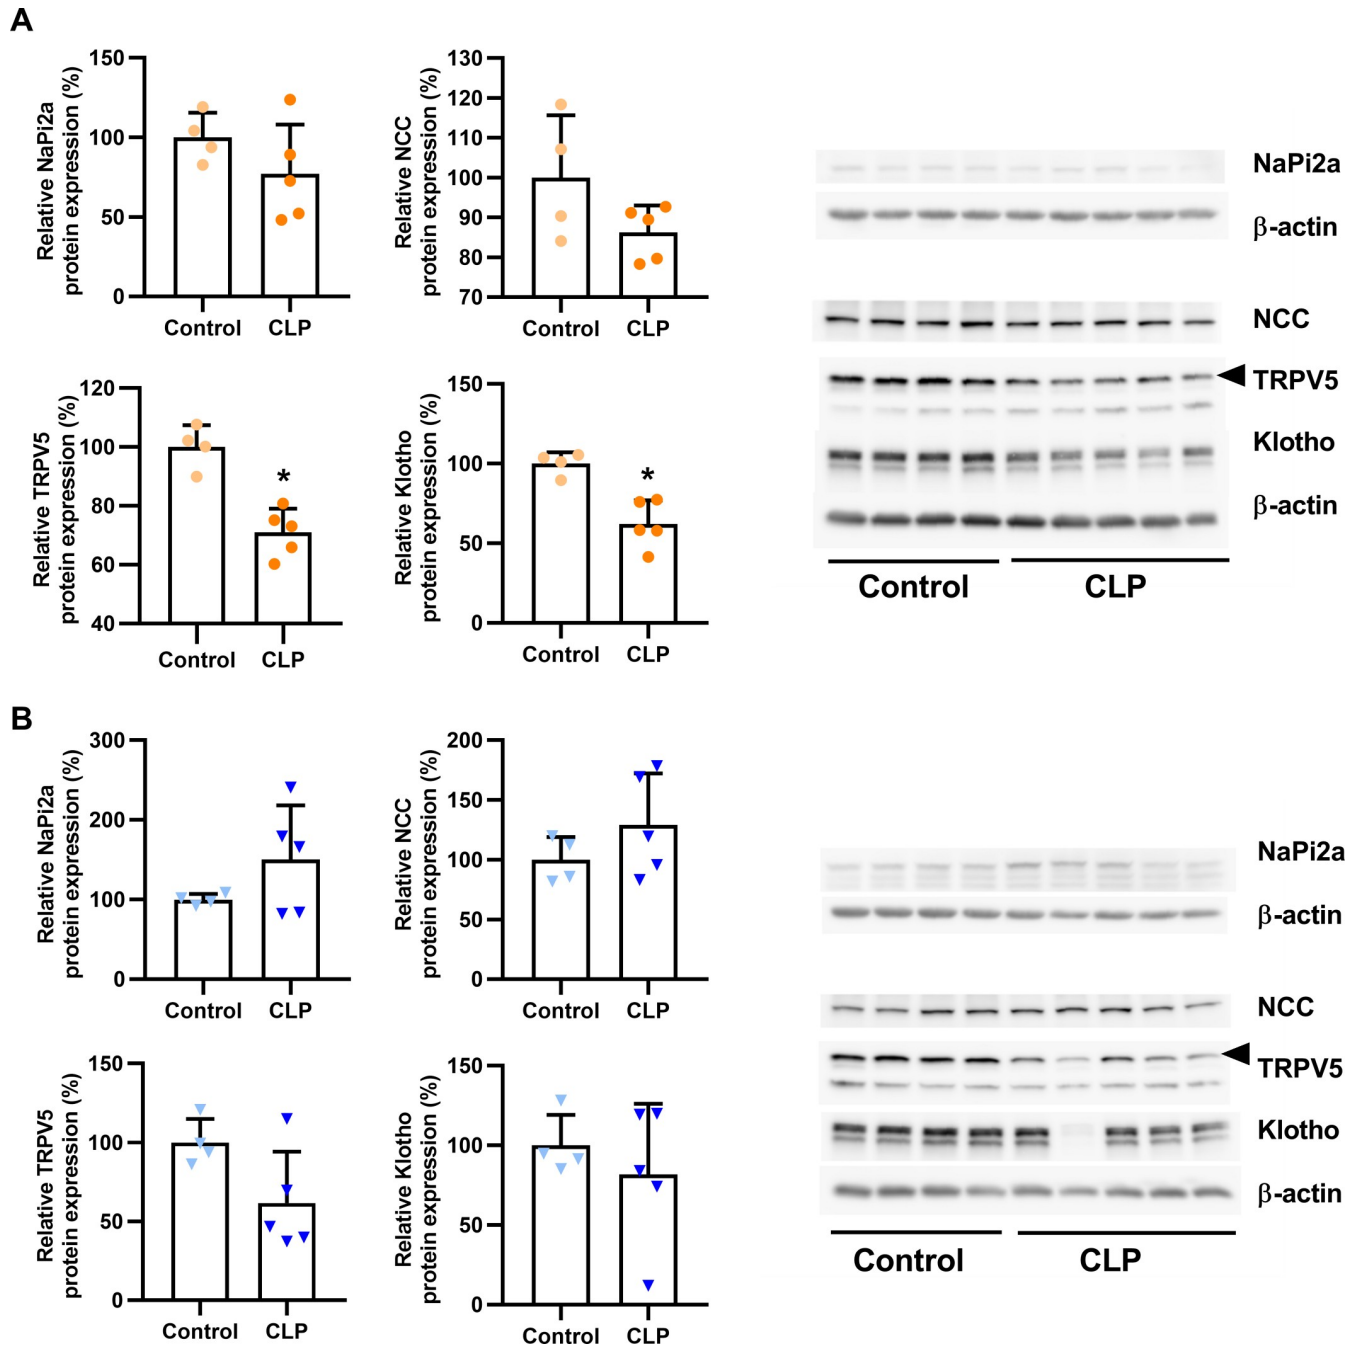 A
Relative NaPi2a
protein expression (%)
150
100
50
0
Control CLP
Relative NCC
protein expression (%)
130
120
110
100
90
80
70
Control CLP
Relative TRPV5
protein expression (%)
120
100
80
60
40
*
Control CLP
Relative Klotho
protein expression (%)
150
100
50
0
*
Control CLP
NaPi2a
β-actin
NCC
TRPV5
Klotho
β-actin
Control CLP
B
Relative NaPi2a
protein expression (%)
300
200
100
0
Control CLP
Relative NCC
protein expression (%)
200
150
100
50
0
Control CLP
Relative TRPV5
protein expression (%)
150
100
50
0
Control CLP
Relative Klotho
protein expression (%)
150
100
50
0
Control CLP
NaPi2a
β-actin
NCC
TRPV5
Klotho
β-actin
Control CLP